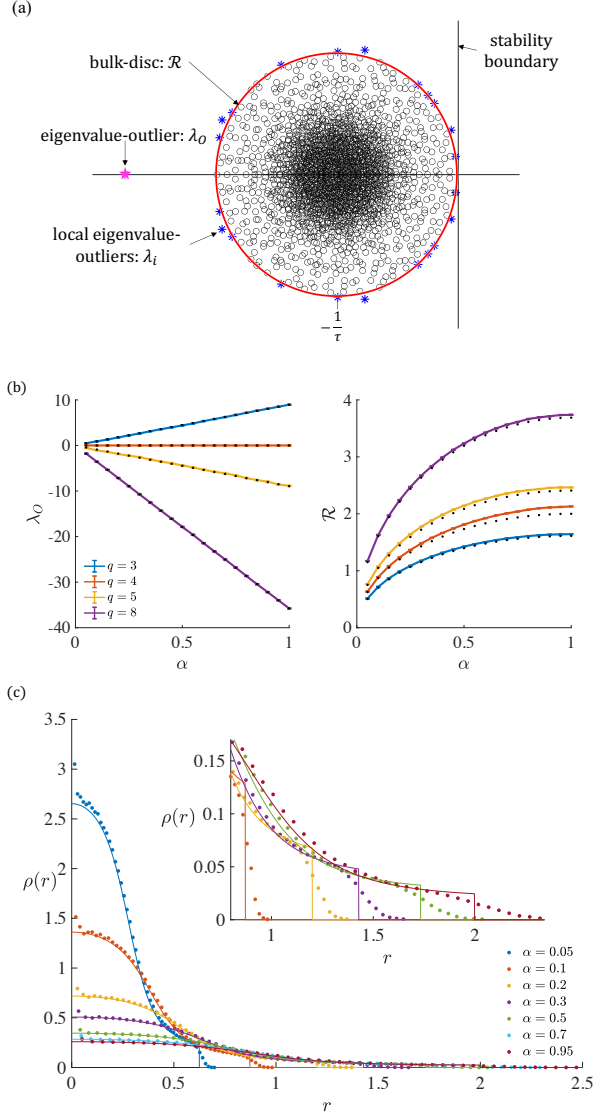 (a)
bulk-disc: ℛ
stability
boundary
eigenvalue-outlier: λ_O
local eigenvalue-
outliers: λ_i
−1/τ
(b)
10
0
-10
-20
-30
-40
λ_O
q = 3
q = 4
q = 5
q = 8
0
0.5
1
α
4
3
2
1
0
ℛ
0
0.5
1
α
(c)
3.5
3
2.5
2
1.5
1
0.5
0
ρ(r)
0
0.5
1
1.5
2
2.5
r
0.15
0.1
0.05
0
ρ(r)
1
1.5
2
r
α = 0.05
α = 0.1
α = 0.2
α = 0.3
α = 0.5
α = 0.7
α = 0.95